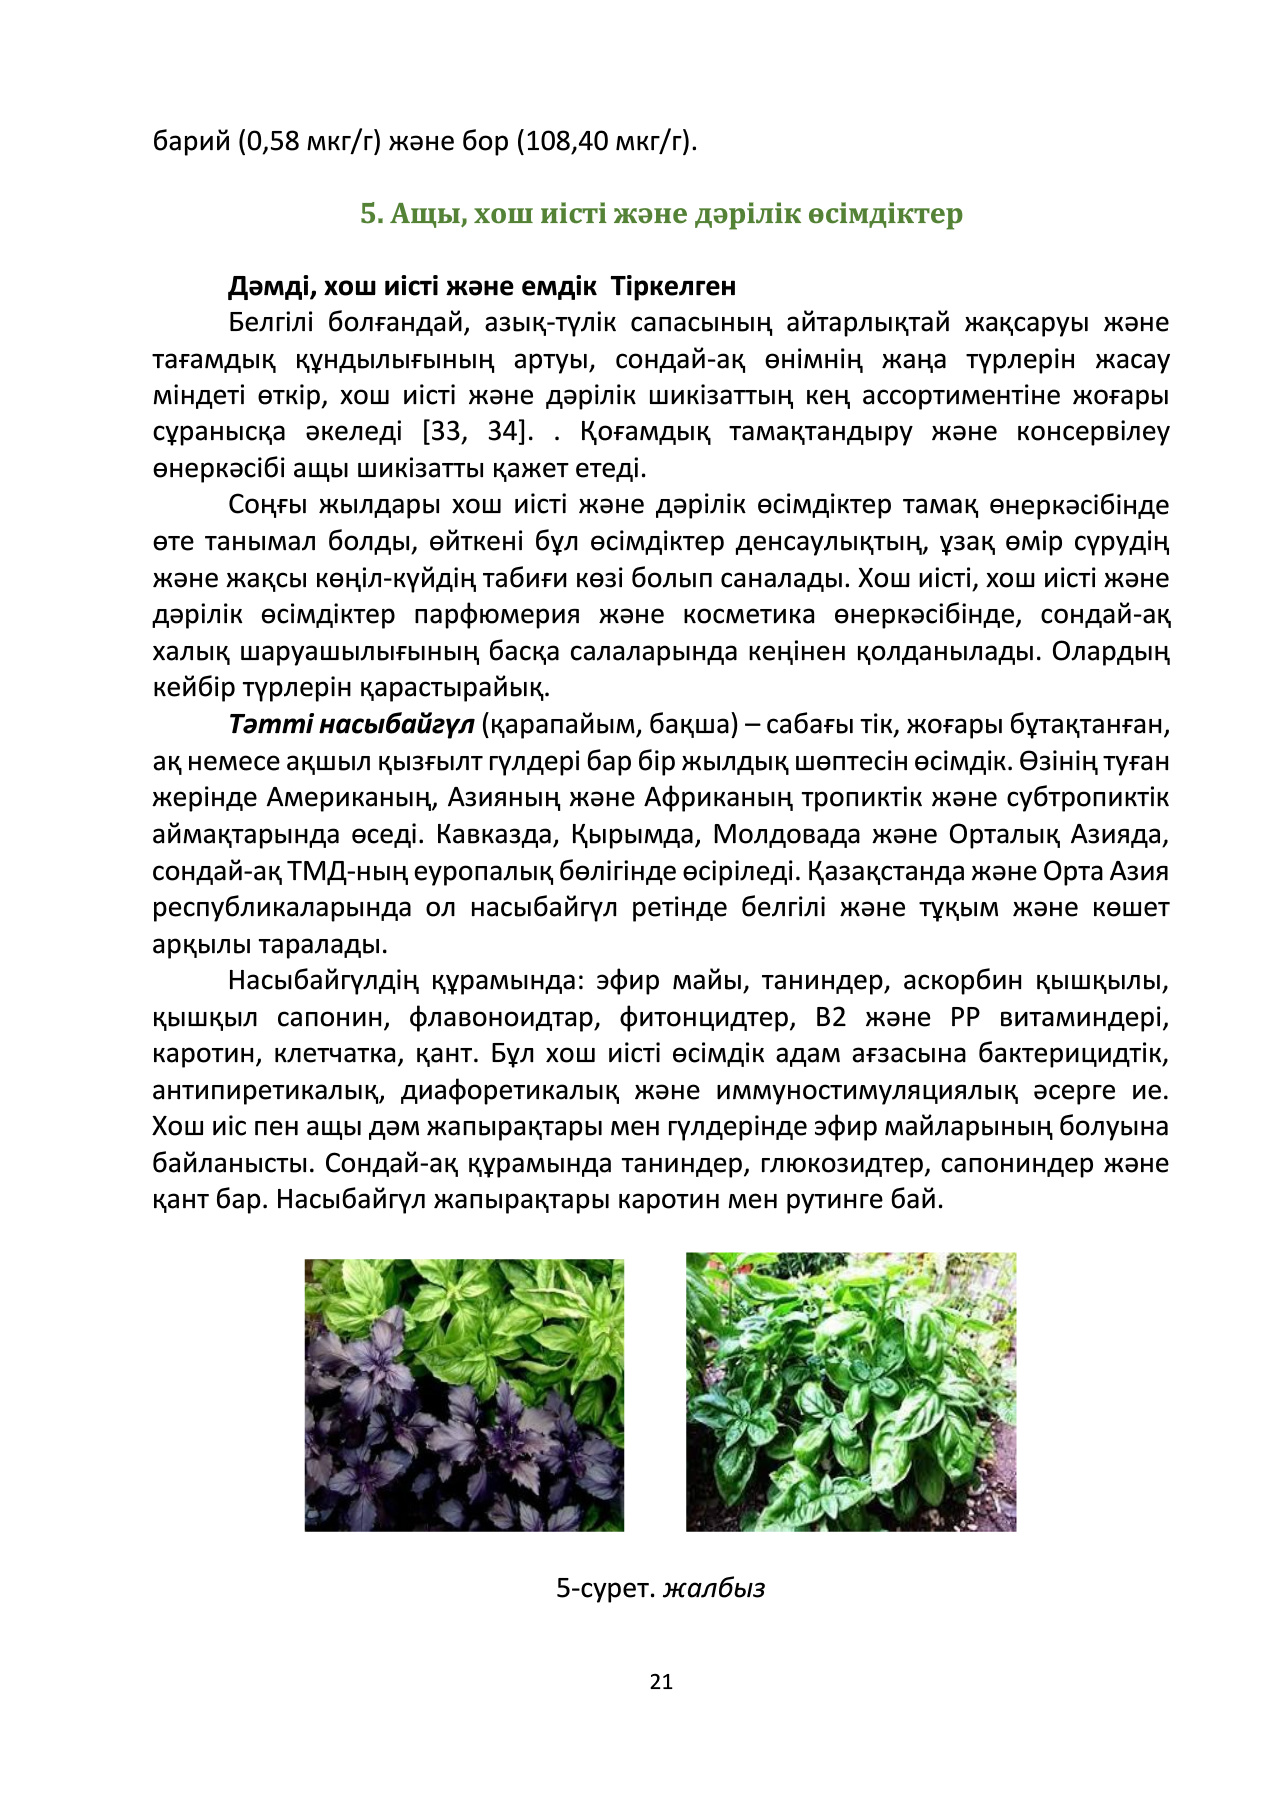 барий (0,58 мкг/г) және бор (108,40 мкг/г).
5. Ащы, хош иісті және дәрілік өсімдіктер
Дәмді, хош иісті және емдік Тіркелген
Белгілі болғандай, азық-түлік сапасының айтарлықтай жақсаруы және
тағамдық құндылығының артуы, сондай-ақ өнімнің жаңа түрлерін жасау
міндеті өткір, хош иісті және дәрілік шикізаттың кең ассортиментіне жоғары
сұранысқа әкеледі [33, 34]. . Қоғамдық тамақтандыру және консервілеу
өнеркәсібі ащы шикізатты қажет етеді.
Соңғы жылдары хош иісті және дәрілік өсімдіктер тамақ өнеркәсібінде
өте танымал болды, өйткені бұл өсімдіктер денсаулықтың, ұзақ өмір сүрудің
және жақсы көңіл-күйдің табиғи көзі болып саналады. Хош иісті, хош иісті және
дәрілік өсімдіктер парфюмерия және косметика өнеркәсібінде, сондай-ақ
халық шаруашылығының басқа салаларында кеңінен қолданылады. Олардың
кейбір түрлерін қарастырайық.
Тәтті насыбайгүл (қарапайым, бақша) – сабағы тік, жоғары бұтақтанған,
ақ немесе ақшыл қызғылт гүлдері бар бір жылдық шөптесін өсімдік. Өзінің туған
жерінде Американың, Азияның және Африканың тропиктік және субтропиктік
аймақтарында өседі. Кавказда, Қырымда, Молдовада және Орталық Азияда,
сондай-ақ ТМД-ның еуропалық бөлігінде өсіріледі. Қазақстанда және Орта Азия
республикаларында ол насыбайгүл ретінде белгілі және тұқым және көшет
арқылы таралады.
Насыбайгүлдің құрамында: эфир майы, таниндер, аскорбин қышқылы,
қышқыл сапонин, флавоноидтар, фитонцидтер, В2 және РР витаминдері,
каротин, клетчатка, қант. Бұл хош иісті өсімдік адам ағзасына бактерицидтік,
антипиретикалық, диафоретикалық және иммуностимуляциялық әсерге ие.
Хош иіс пен ащы дәм жапырақтары мен гүлдерінде эфир майларының болуына
байланысты. Сондай-ақ құрамында таниндер, глюкозидтер, сапониндер және
қант бар. Насыбайгүл жапырақтары каротин мен рутинге бай.
5-сурет. жалбыз
21